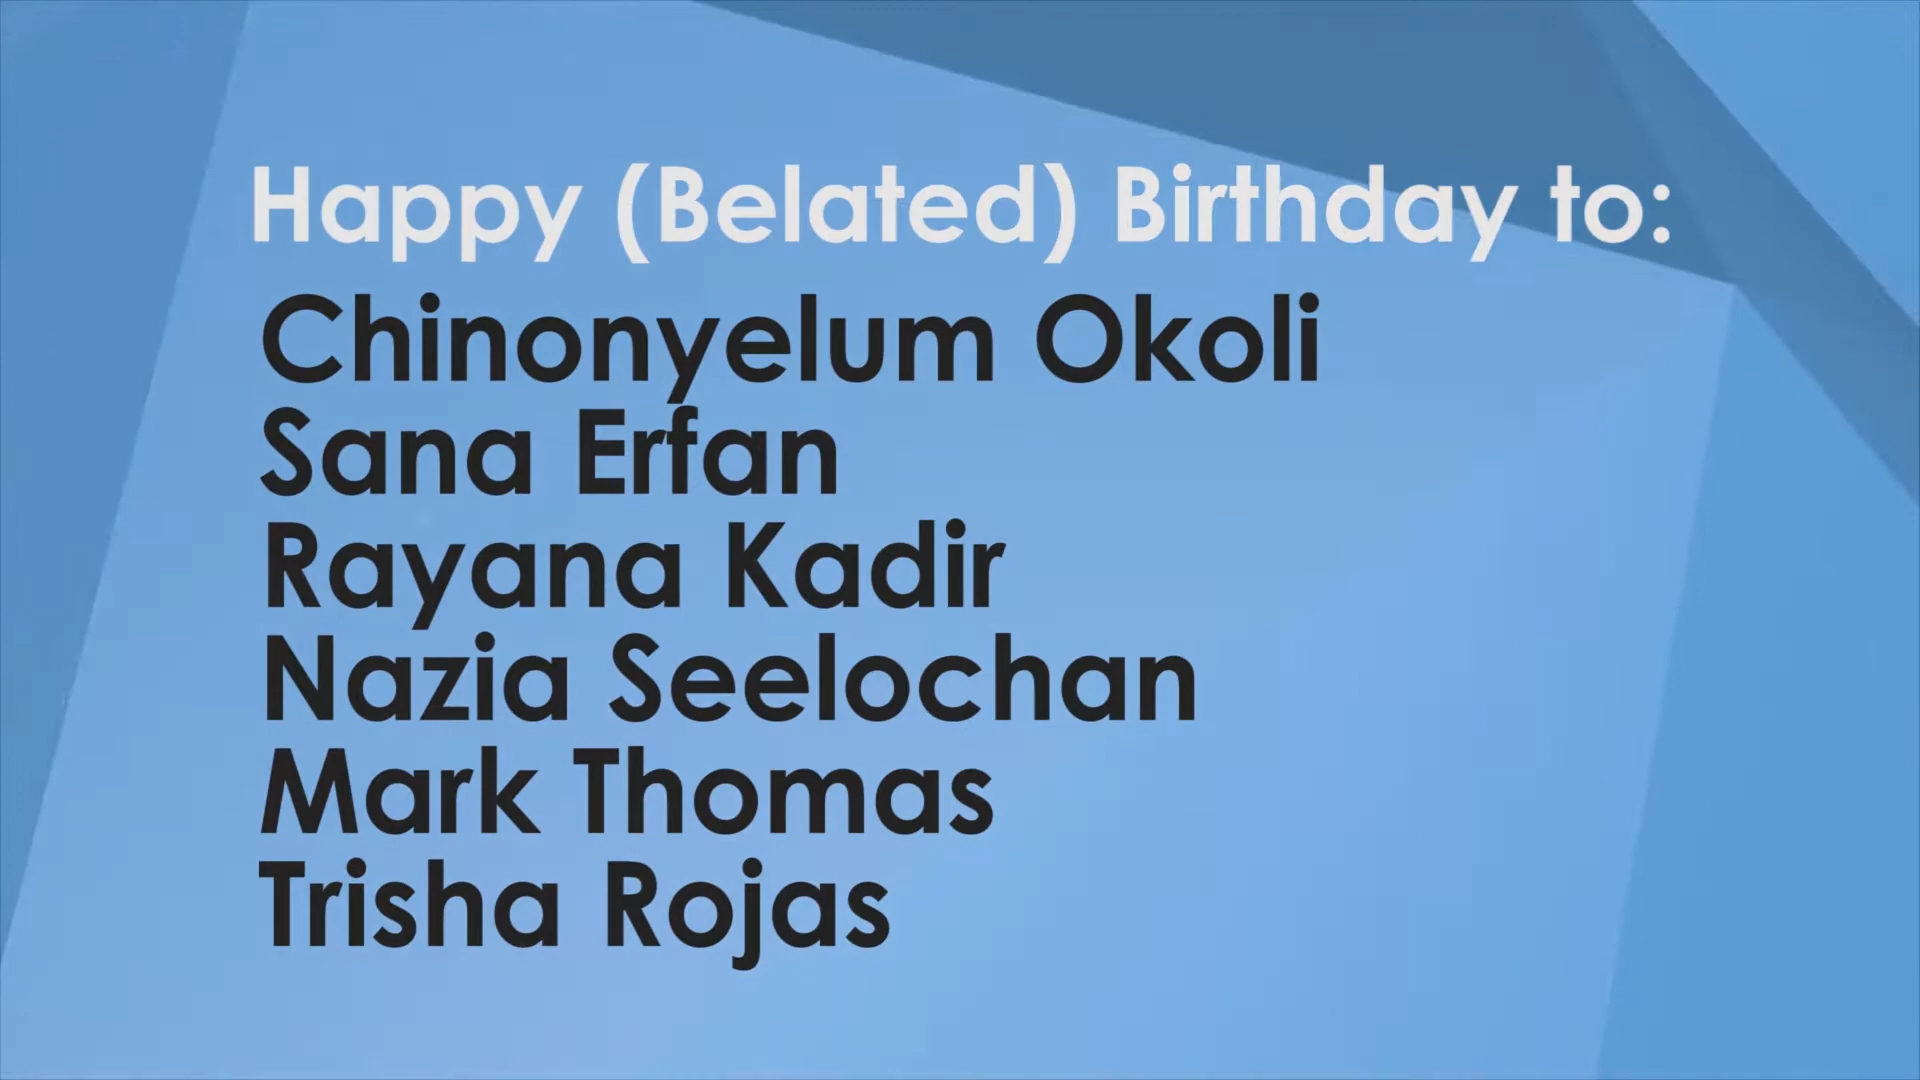 Happy (Belated) Birthday to:
Chinonyelum Okoli
Sana Erfan
Rayana Kadir
Nazia Seelochan
Mark Thomas
Trisha Rojas